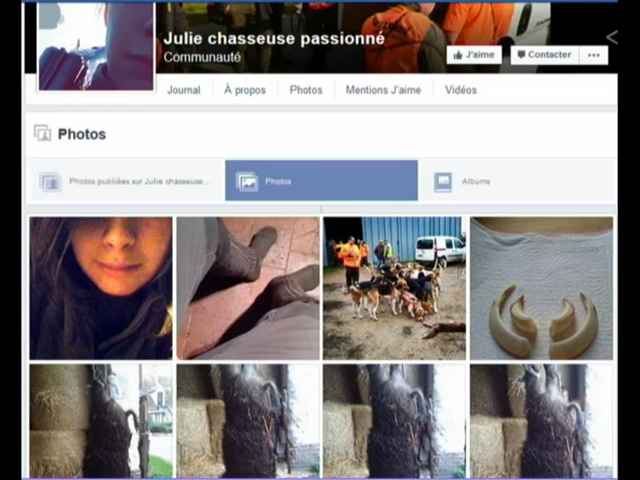 Julie chasseuse passionné
Communauté
J'aime
Contacter
Journal
À propos
Photos
Mentions J'aime
Vidéos
Photos
Photos publiées sur Julie chasseuse...
Photos
Albums